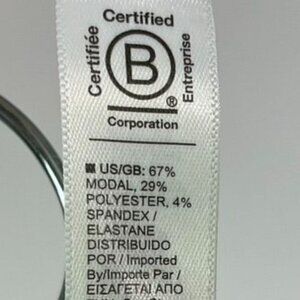 Certified
Certifiée
B
Entreprise
®
Corporation
US/GB: 67%
MODAL, 29%
POLYESTER, 4%
SPANDEX /
ELASTANE
DISTRIBUIDO
POR / Imported
By/Importe Par /
ΕΙΣΑΓΕΤΑΙ ΑΠΟ